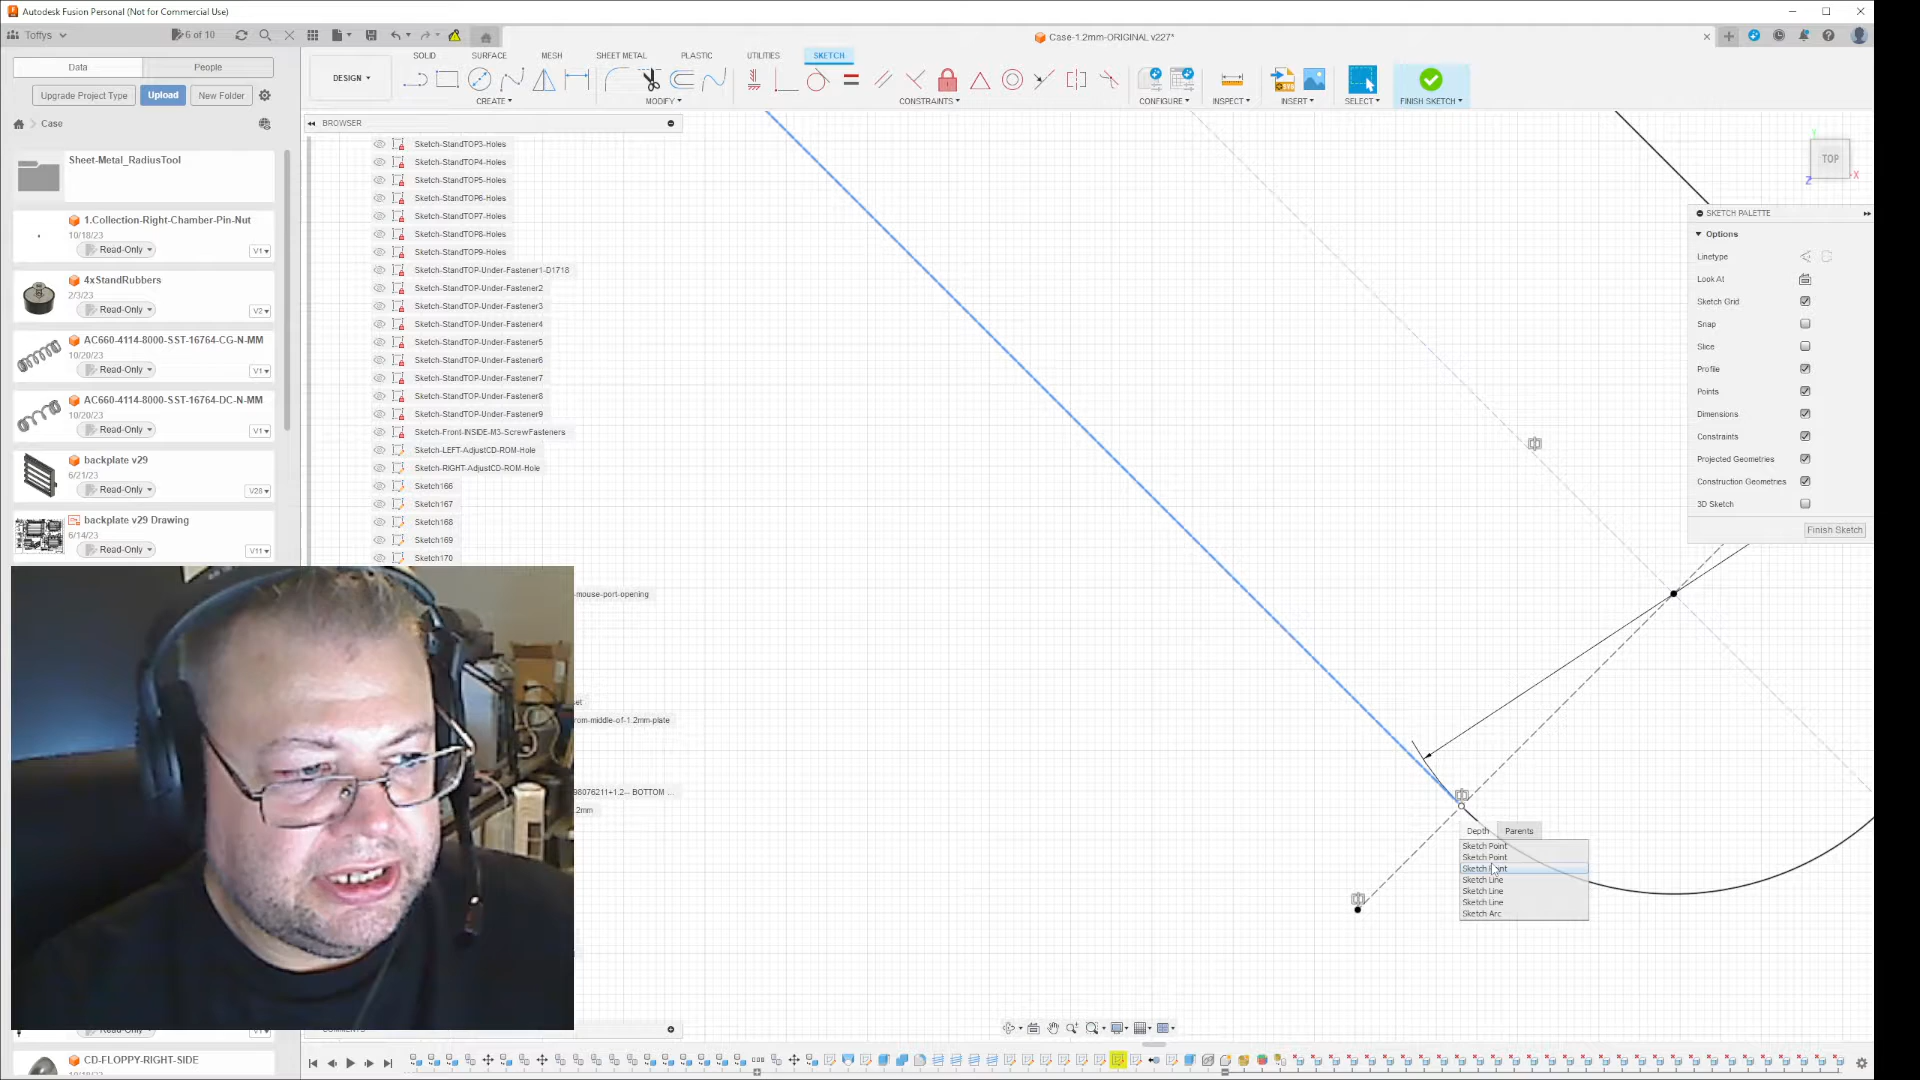 Autodesk Fusion Personal (Not for Commercial Use)
Toffys
6 of 10
Case-1.2mm-ORIGINAL v227*
Data
People
Upgrade Project Type
Upload
New Folder
Case
Sheet-Metal_RadiusTool
1.Collection-Right-Chamber-Pin-Nut
10/18/23
Read-Only
V1
4xStandRubbers
2/3/23
Read-Only
V2
AC660-4114-8000-SST-16764-CG-N-MM
10/20/23
Read-Only
V1
AC660-4114-8000-SST-16764-DC-N-MM
10/20/23
Read-Only
V1
backplate v29
6/21/23
Read-Only
V28
backplate v29 Drawing
6/14/23
Read-Only
V11
CD-FLOPPY-RIGHT-SIDE
DESIGN
SOLID
SURFACE
MESH
SHEET METAL
PLASTIC
UTILITIES
SKETCH
CREATE
MODIFY
CONSTRAINTS
CONFIGURE
INSPECT
INSERT
SELECT
FINISH SKETCH
BROWSER
Sketch-StandTOP3-Holes
Sketch-StandTOP4-Holes
Sketch-StandTOP5-Holes
Sketch-StandTOP6-Holes
Sketch-StandTOP7-Holes
Sketch-StandTOP8-Holes
Sketch-StandTOP9-Holes
Sketch-StandTOP-Under-Fastener1-D1718
Sketch-StandTOP-Under-Fastener2
Sketch-StandTOP-Under-Fastener3
Sketch-StandTOP-Under-Fastener4
Sketch-StandTOP-Under-Fastener5
Sketch-StandTOP-Under-Fastener6
Sketch-StandTOP-Under-Fastener7
Sketch-StandTOP-Under-Fastener8
Sketch-StandTOP-Under-Fastener9
Sketch-Front-INSIDE-M3-ScrewFasteners
Sketch-LEFT-AdjustCD-ROM-Hole
Sketch-RIGHT-AdjustCD-ROM-Hole
Sketch166
Sketch167
Sketch168
Sketch169
Sketch170
-mouse-port-opening
set
rom-middle-of-1.2mm-plate
98076211+1.2-- BOTTOM ...
.2mm
TOP
Y
X
Z
SKETCH PALETTE
Options
Linetype
Look At
Sketch Grid
Snap
Slice
Profile
Points
Dimensions
Constraints
Projected Geometries
Construction Geometries
3D Sketch
Finish Sketch
Depth
Parents
Sketch Point
Sketch Point
Sketch Point
Sketch Line
Sketch Line
Sketch Line
Sketch Arc